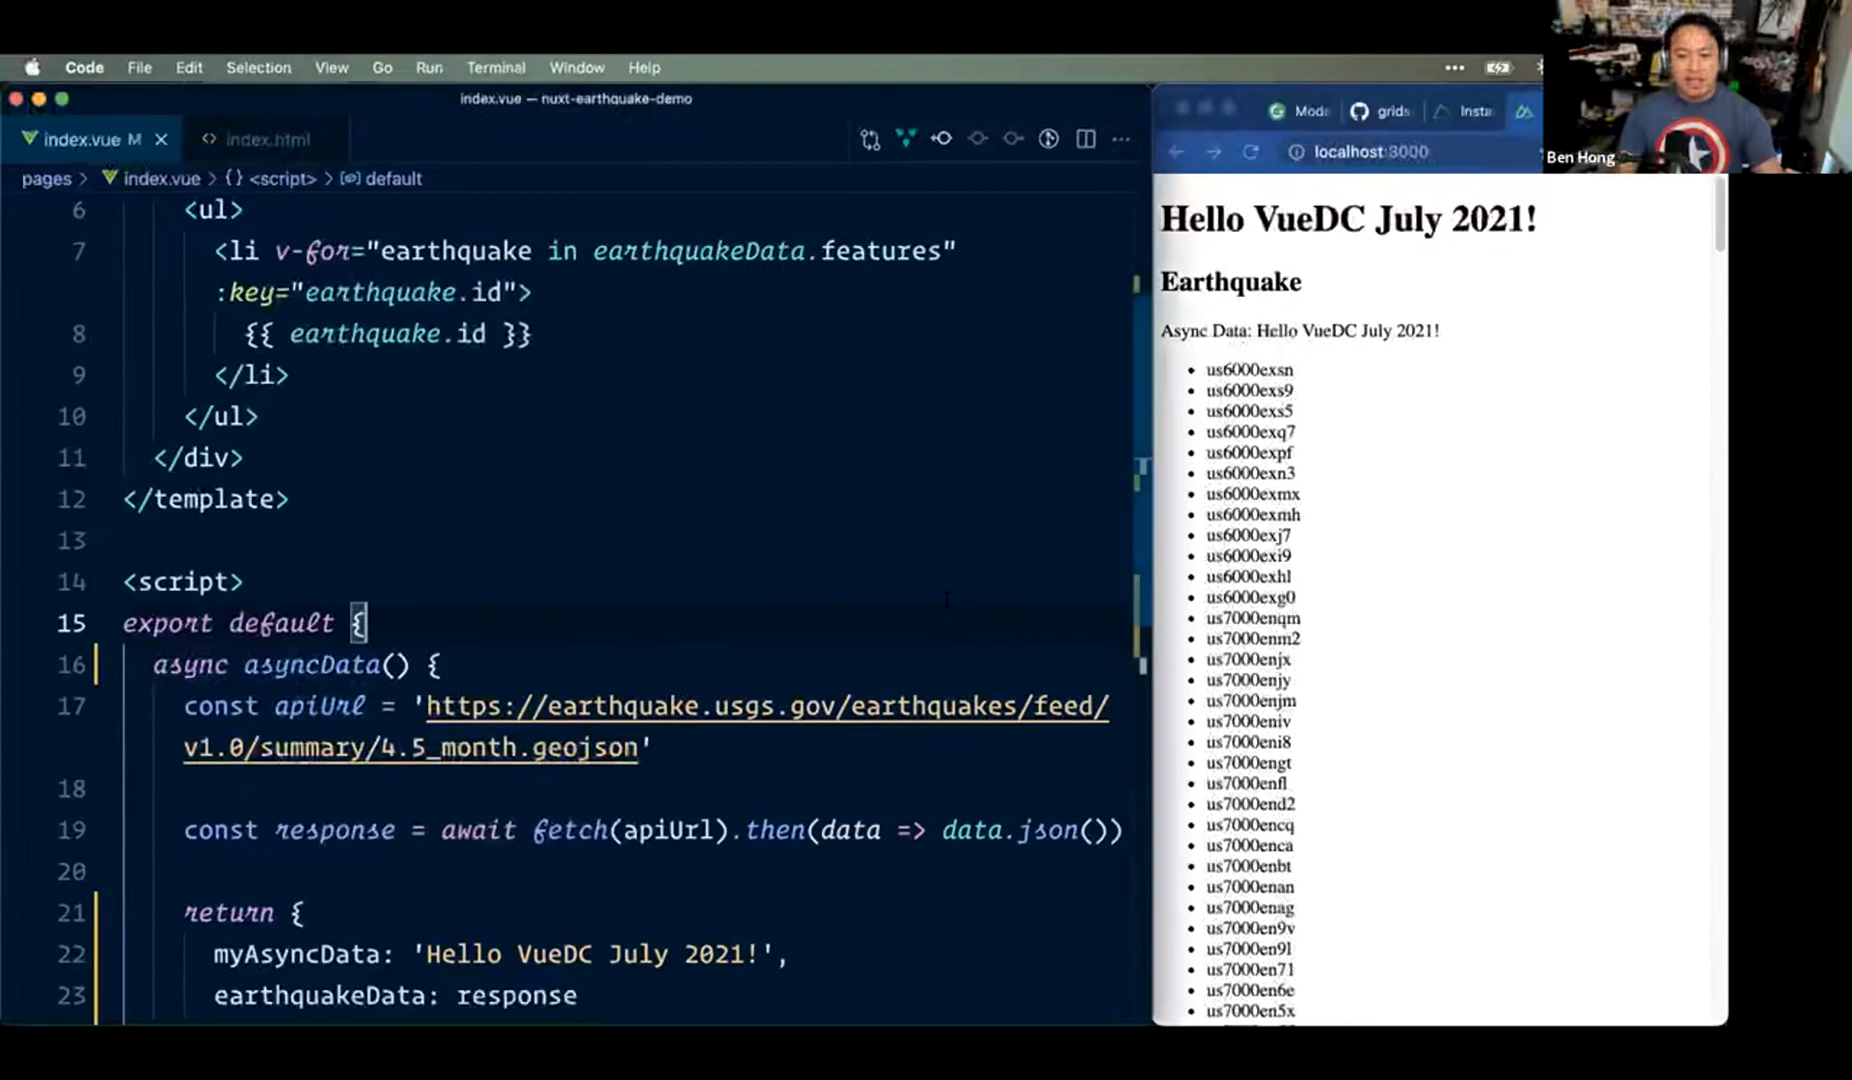 Code File Edit Selection View Go Run Terminal Window Help
index.vue — nuxt-earthquake-demo
index.vue M
index.html
pages > index.vue > {} <script> > default
6 <ul>
7 <li v-for="earthquake in earthquakeData.features"
:key="earthquake.id">
8 {{ earthquake.id }}
9 </li>
10 </ul>
11 </div>
12 </template>
13
14 <script>
15 export default {
16 async asyncData() {
17 const apiUrl = 'https://earthquake.usgs.gov/earthquakes/feed/
v1.0/summary/4.5_month.geojson'
18
19 const response = await fetch(apiUrl).then(data => data.json())
20
21 return {
22 myAsyncData: 'Hello VueDC July 2021!',
23 earthquakeData: response
Mode
grids
Insta
localhost:3000
Ben Hong
Hello VueDC July 2021!
Earthquake
Async Data: Hello VueDC July 2021!
• us6000exsn
• us6000exs9
• us6000exs5
• us6000exq7
• us6000expf
• us6000exn3
• us6000exmx
• us6000exmh
• us6000exj7
• us6000exi9
• us6000exhl
• us6000exg0
• us7000enqm
• us7000enm2
• us7000enjx
• us7000enjy
• us7000enjm
• us7000eniv
• us7000eni8
• us7000engt
• us7000enfl
• us7000end2
• us7000encq
• us7000enca
• us7000enbt
• us7000enan
• us7000enag
• us7000en9v
• us7000en9l
• us7000en71
• us7000en6e
• us7000en5x